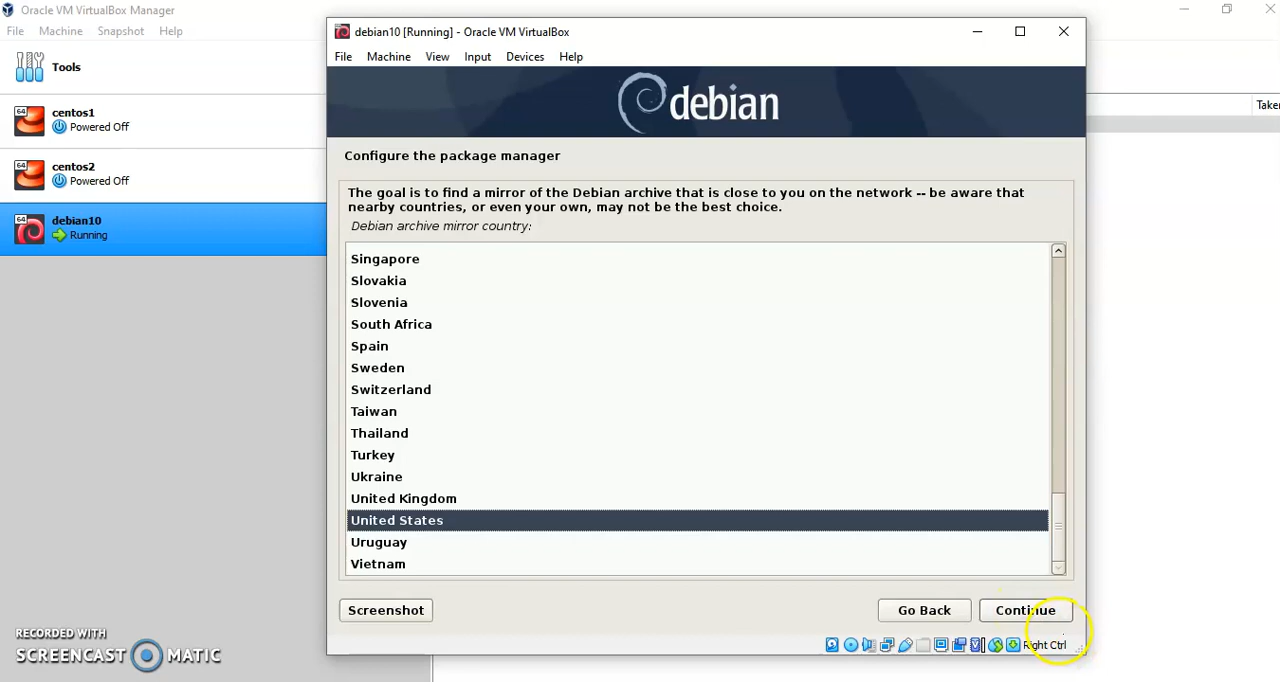 Oracle VM VirtualBox Manager
File Machine Snapshot Help
Tools
64 centos1
Powered Off
64 centos2
Powered Off
64 debian10
Running
Taken
debian10 [Running] - Oracle VM VirtualBox
File Machine View Input Devices Help
debian
Configure the package manager
The goal is to find a mirror of the Debian archive that is close to you on the network -- be aware that
nearby countries, or even your own, may not be the best choice.
Debian archive mirror country:
Singapore
Slovakia
Slovenia
South Africa
Spain
Sweden
Switzerland
Taiwan
Thailand
Turkey
Ukraine
United Kingdom
United States
Uruguay
Vietnam
Screenshot Go Back Continue
Right Ctrl
RECORDED WITH
SCREENCAST MATIC